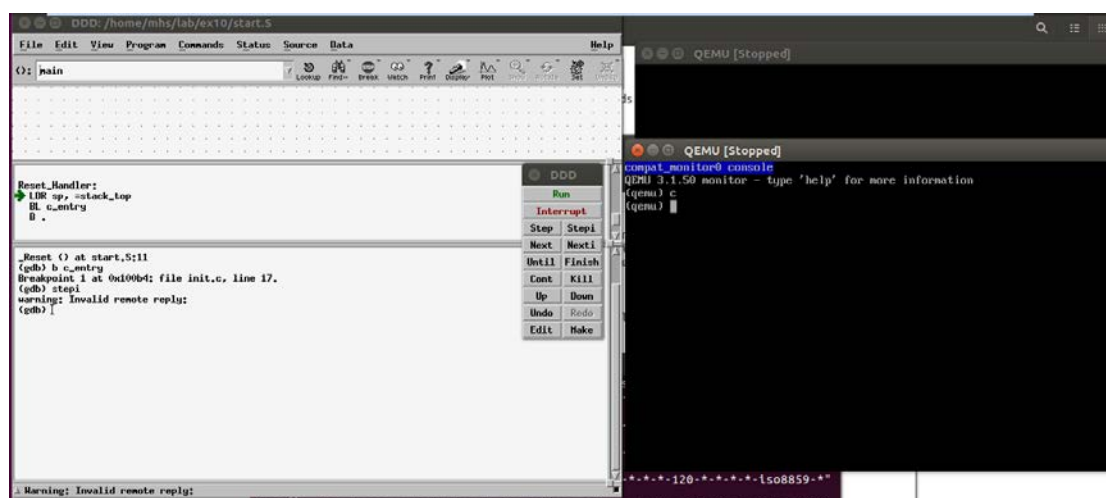 DDD: /home/mhs/lab/ex10/start.S
File Edit View Program Commands Status Source Data Help
(): main
Lookup Find» Break Watch Print Display Plot Rotate Set
Reset_Handler:
LDR sp, =stack_top
BL c_entry
B .
_Reset () at start.S:11
(gdb) b c_entry
Breakpoint 1 at 0x100b4: file init.c, line 17.
(gdb) stepi
warning: Invalid remote reply:
(gdb)
Warning: Invalid remote reply:
DDD
Run
Interrupt
Step Stepi
Next Nexti
Until Finish
Cont Kill
Up Down
Undo Redo
Edit Make
QEMU [Stopped]
ds
QEMU [Stopped]
compat_monitor0 console
QEMU 3.1.50 monitor - type 'help' for more information
(qemu) c
(qemu)
-*-*-*-120-*-*-*-*-iso8859-*"